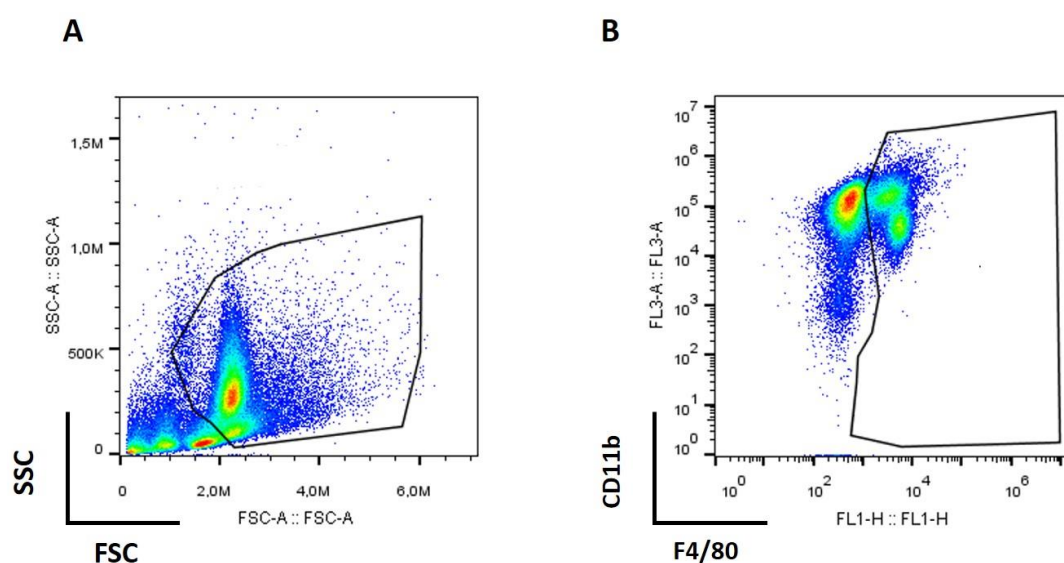 A
B
SSC-A :: SSC-A
1,5M
1,0M
500K
0
0
2,0M
4,0M
6,0M
FSC-A :: FSC-A
SSC
FSC
FL3-A :: FL3-A
10^7
10^6
10^5
10^4
10^3
10^2
10^1
10^0
10^0
10^2
10^4
10^6
FL1-H :: FL1-H
CD11b
F4/80